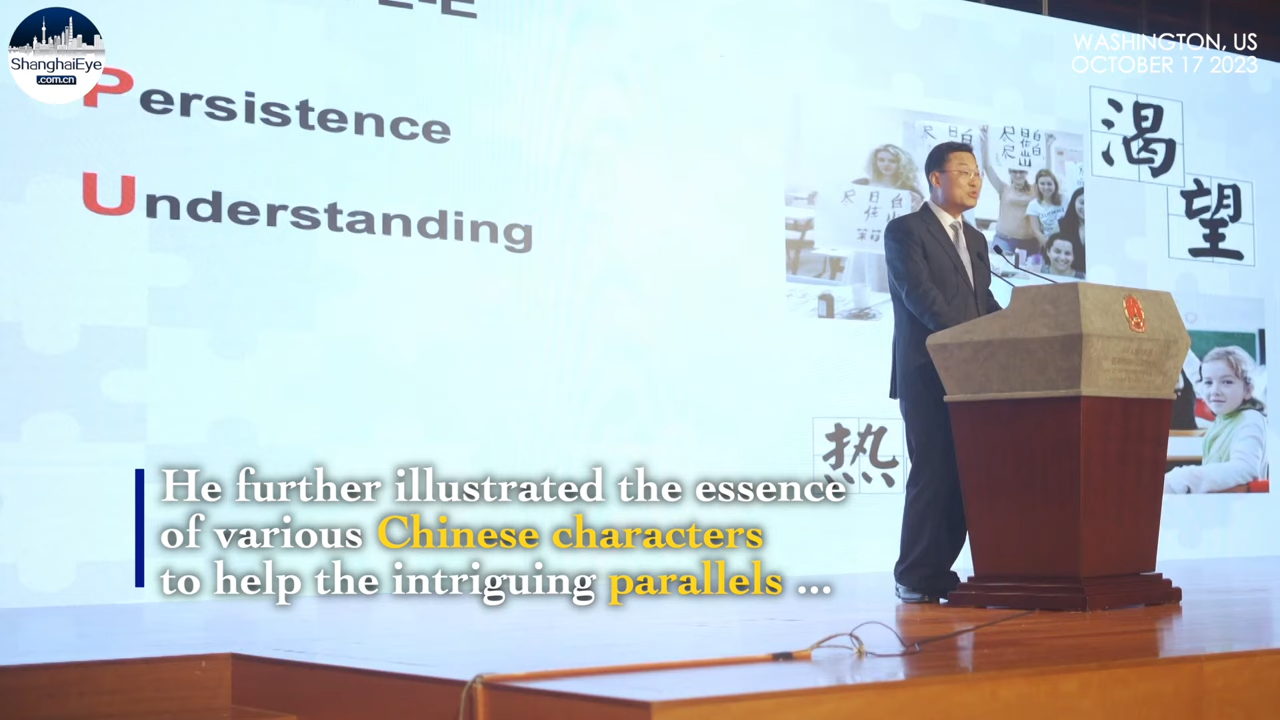 ShanghaiEye
.com.cn
WASHINGTON, US
OCTOBER 17 2023
Persistence
Understanding
渴
望
热
He further illustrated the essence
of various Chinese characters
to help the intriguing parallels ...